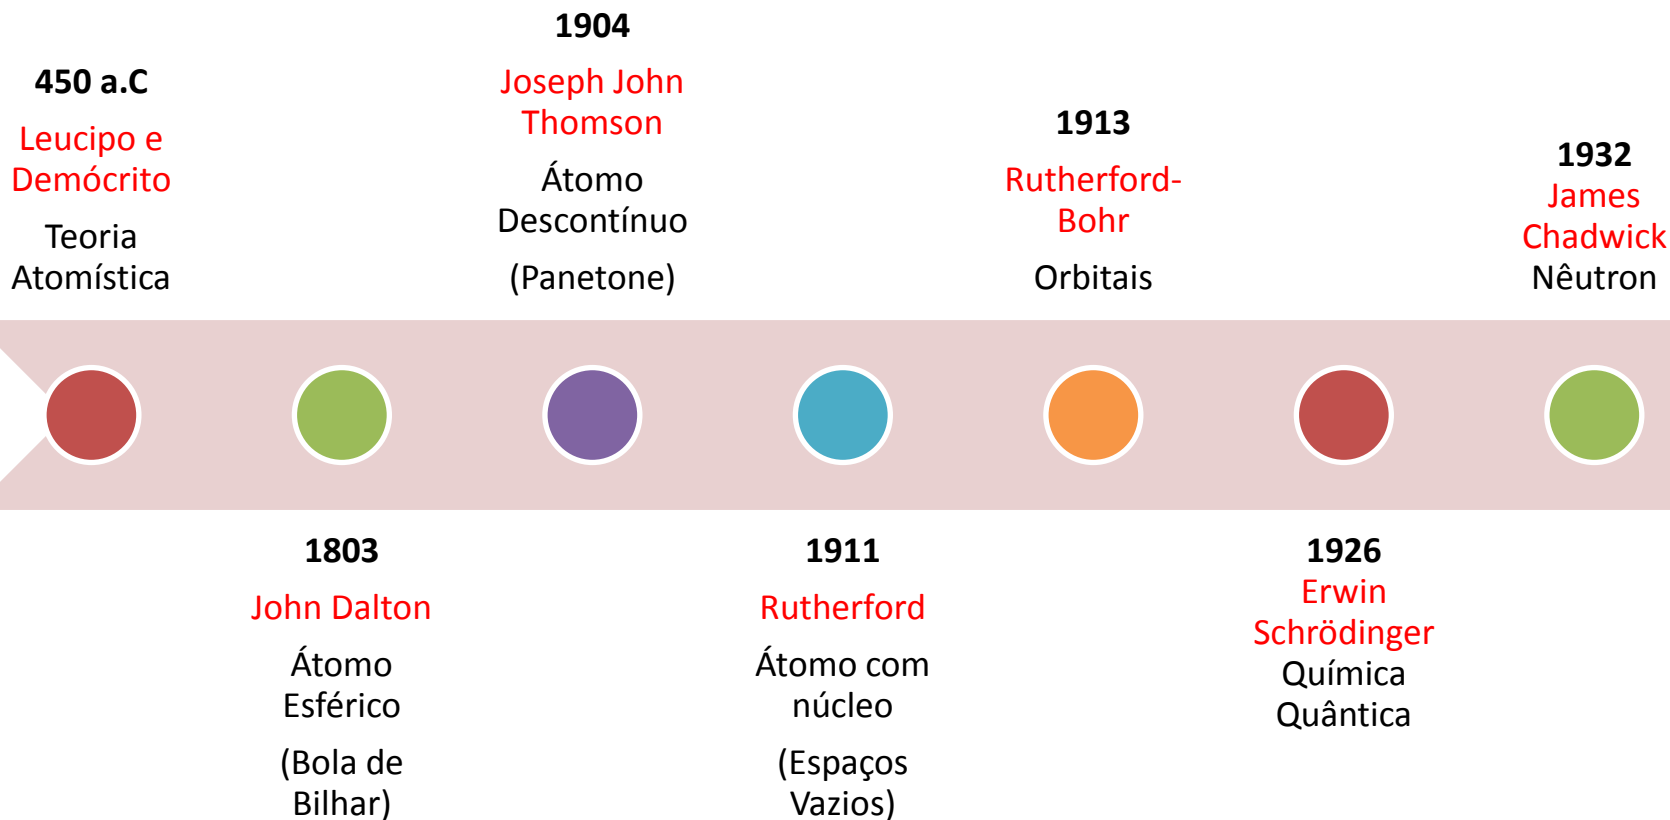 450 a.C
Leucipo e
Demócrito
Teoria
Atomística
1803
John Dalton
Átomo
Esférico
(Bola de
Bilhar)
1904
Joseph John
Thomson
Átomo
Descontínuo
(Panetone)
1911
Rutherford
Átomo com
núcleo
(Espaços
Vazios)
1913
Rutherford-
Bohr
Orbitais
1926
Erwin
Schrödinger
Química
Quântica
1932
James
Chadwick
Nêutron